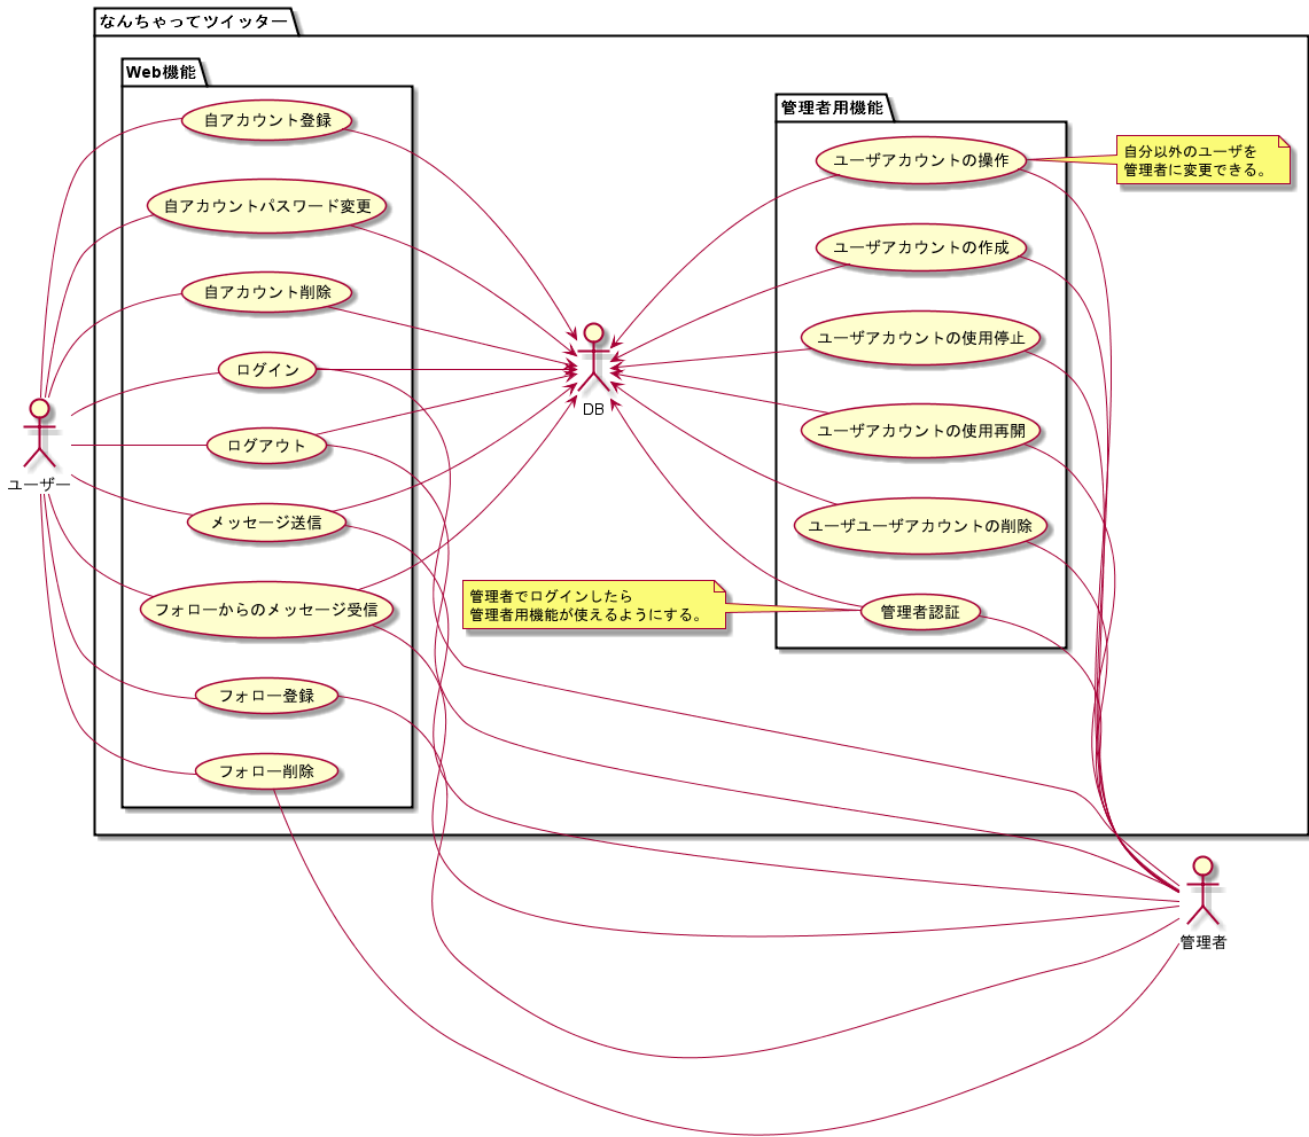 なんちゃってツイッター
Web機能
自アカウント登録
自アカウントパスワード変更
自アカウント削除
ログイン
ログアウト
メッセージ送信
フォローからのメッセージ受信
フォロー登録
フォロー削除
ユーザー
DB
管理者用機能
ユーザアカウントの操作
ユーザアカウントの作成
ユーザアカウントの使用停止
ユーザアカウントの使用再開
ユーザユーザアカウントの削除
管理者認証
自分以外のユーザを
管理者に変更できる。
管理者でログインしたら
管理者用機能が使えるようにする。
管理者